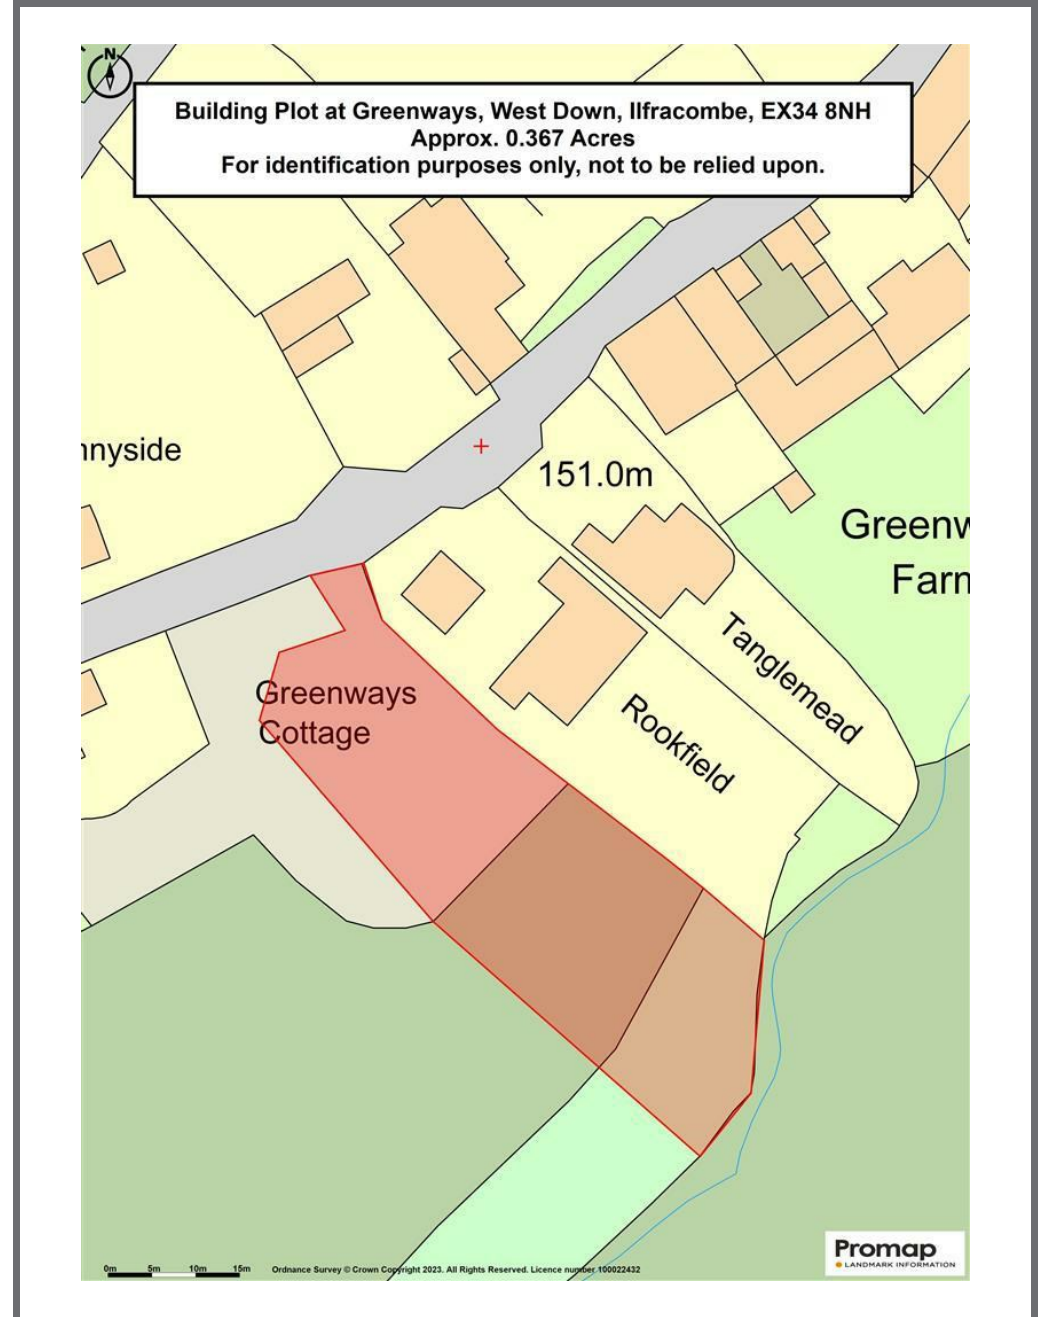 N
Building Plot at Greenways, West Down, Ilfracombe, EX34 8NH
Approx. 0.367 Acres
For identification purposes only, not to be relied upon.
nnyside
151.0m
Greenw
Farn
Tanglemead
Rookfield
Greenways
Cottage
0m 5m 10m 15m
Ordnance Survey © Crown Copyright 2023. All Rights Reserved. Licence number 100022432
Promap
LANDMARK INFORMATION